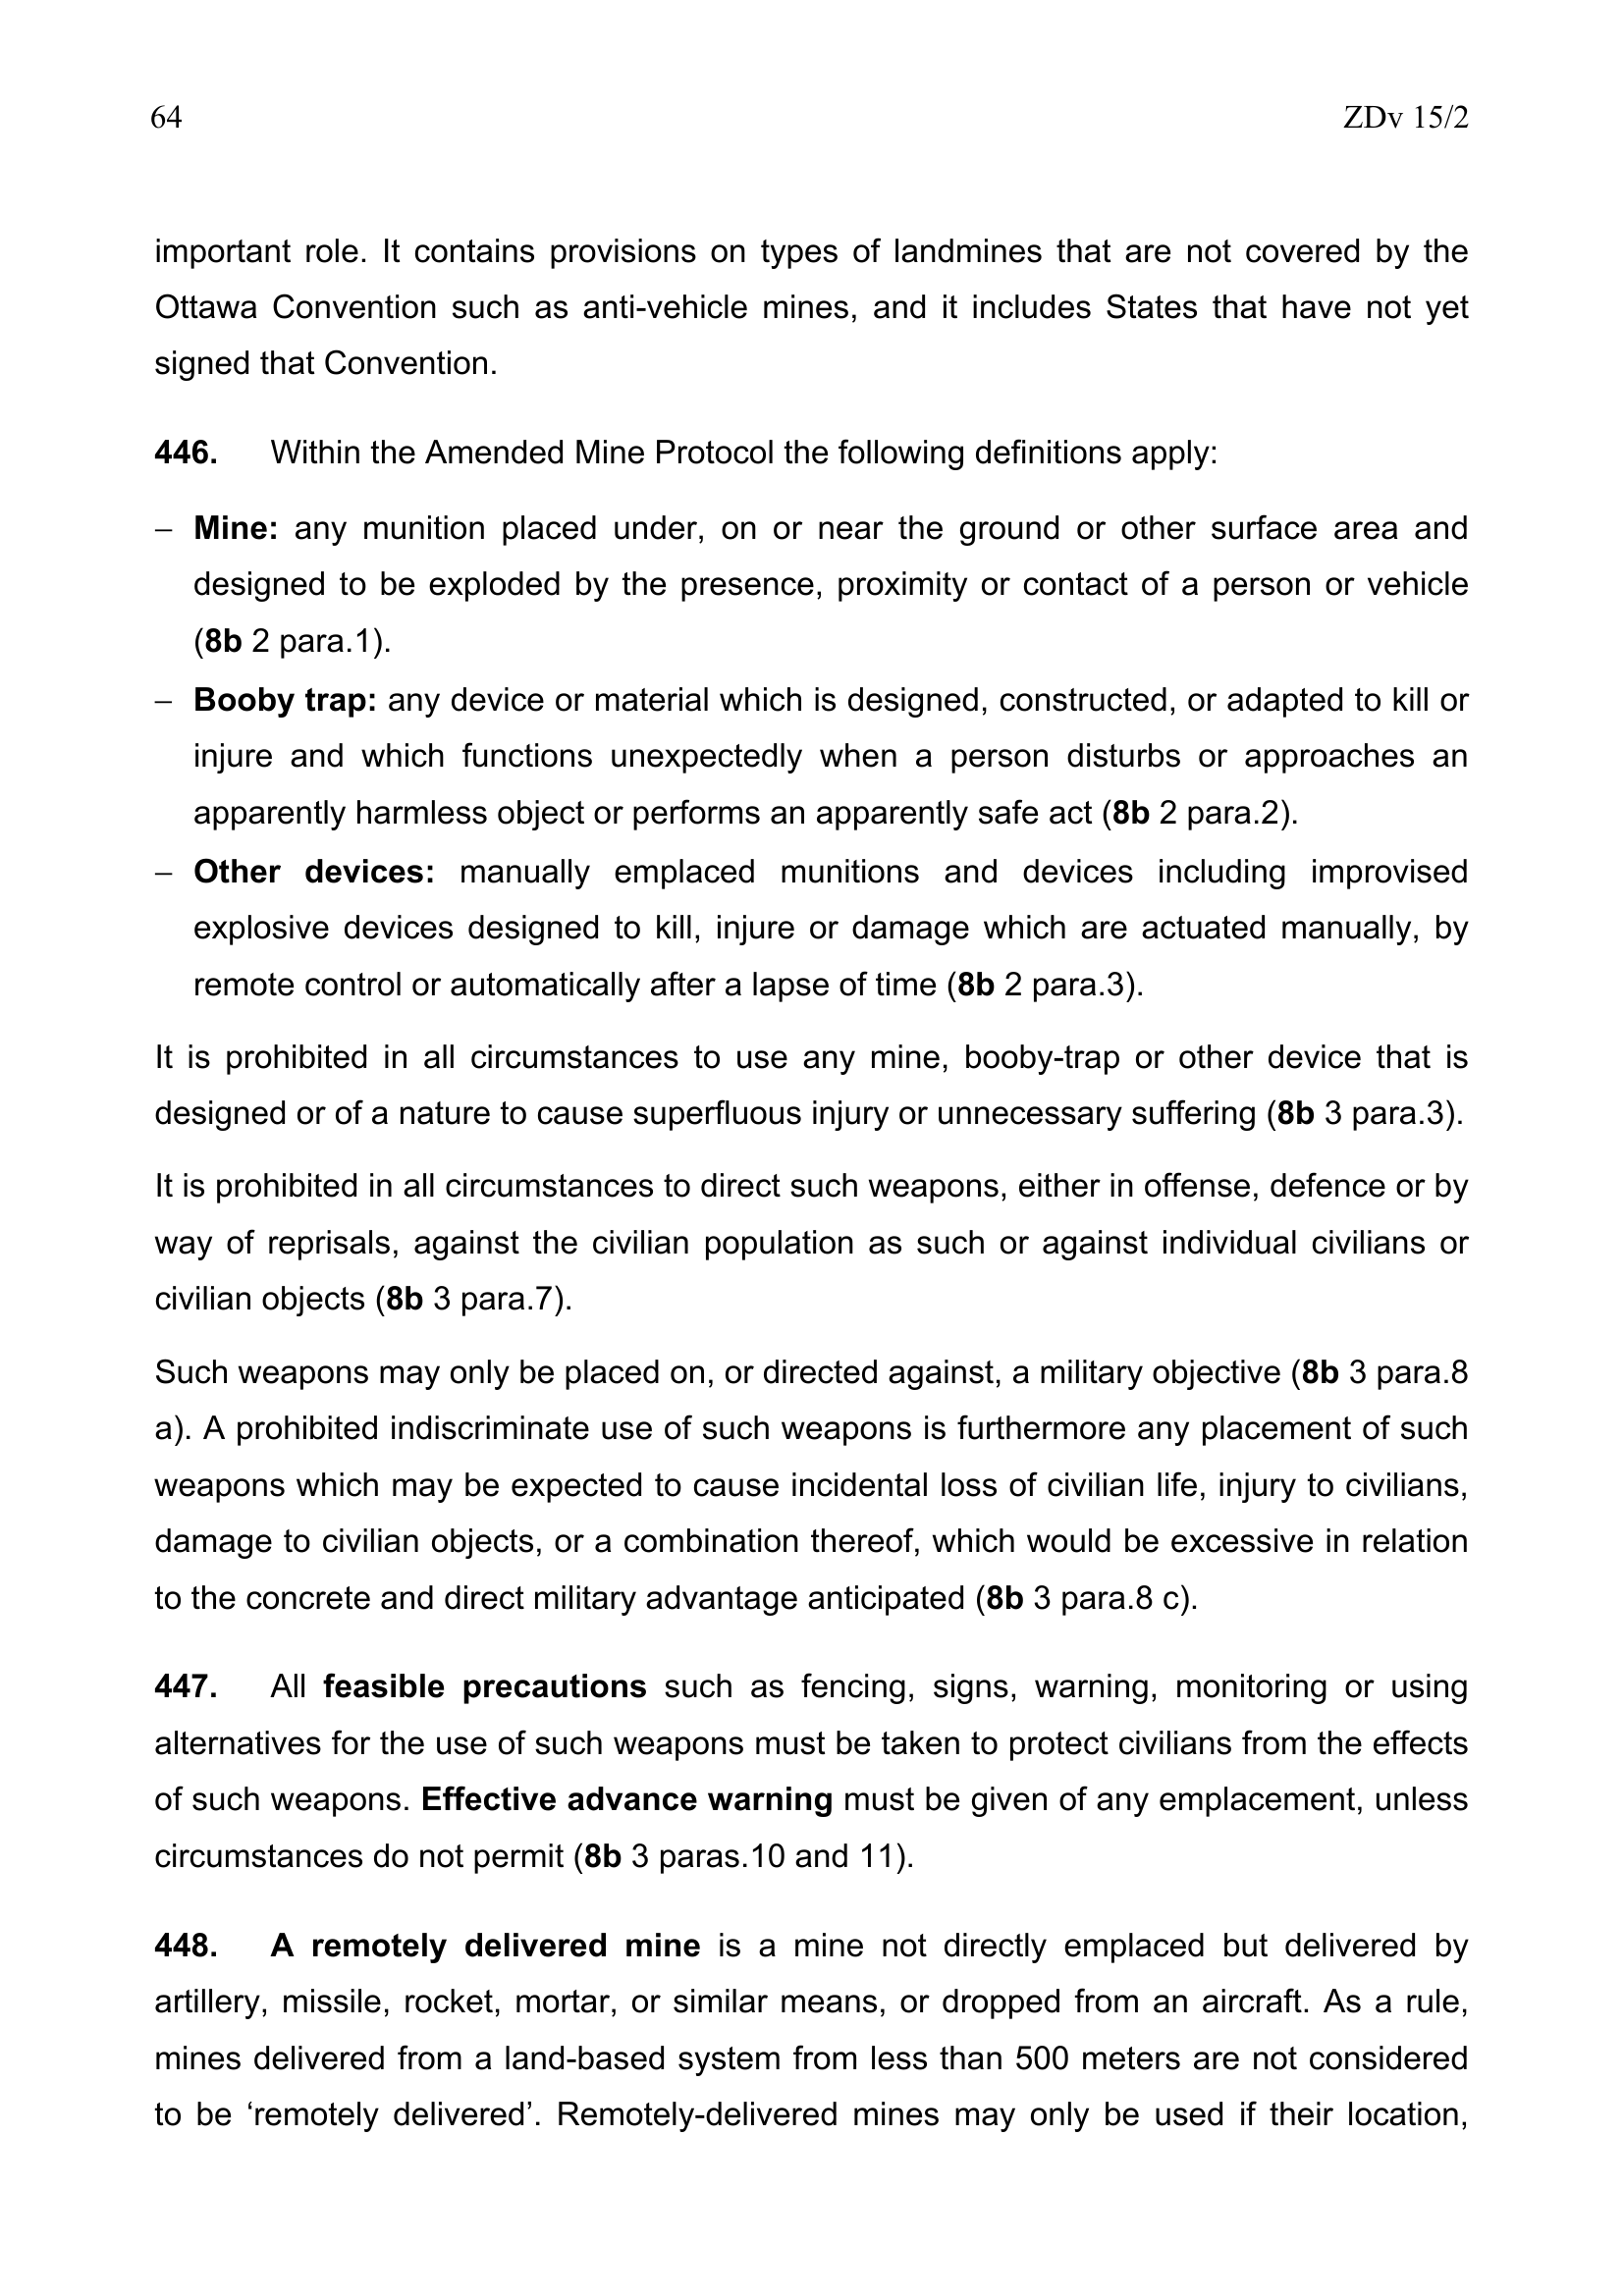 64 ZDv 15/2
important role. It contains provisions on types of landmines that are not covered by the
Ottawa Convention such as anti-vehicle mines, and it includes States that have not yet
signed that Convention.
446. Within the Amended Mine Protocol the following definitions apply:
– Mine: any munition placed under, on or near the ground or other surface area and
designed to be exploded by the presence, proximity or contact of a person or vehicle
(8b 2 para.1).
– Booby trap: any device or material which is designed, constructed, or adapted to kill or
injure and which functions unexpectedly when a person disturbs or approaches an
apparently harmless object or performs an apparently safe act (8b 2 para.2).
– Other devices: manually emplaced munitions and devices including improvised
explosive devices designed to kill, injure or damage which are actuated manually, by
remote control or automatically after a lapse of time (8b 2 para.3).
It is prohibited in all circumstances to use any mine, booby-trap or other device that is
designed or of a nature to cause superfluous injury or unnecessary suffering (8b 3 para.3).
It is prohibited in all circumstances to direct such weapons, either in offense, defence or by
way of reprisals, against the civilian population as such or against individual civilians or
civilian objects (8b 3 para.7).
Such weapons may only be placed on, or directed against, a military objective (8b 3 para.8
a). A prohibited indiscriminate use of such weapons is furthermore any placement of such
weapons which may be expected to cause incidental loss of civilian life, injury to civilians,
damage to civilian objects, or a combination thereof, which would be excessive in relation
to the concrete and direct military advantage anticipated (8b 3 para.8 c).
447. All feasible precautions such as fencing, signs, warning, monitoring or using
alternatives for the use of such weapons must be taken to protect civilians from the effects
of such weapons. Effective advance warning must be given of any emplacement, unless
circumstances do not permit (8b 3 paras.10 and 11).
448. A remotely delivered mine is a mine not directly emplaced but delivered by
artillery, missile, rocket, mortar, or similar means, or dropped from an aircraft. As a rule,
mines delivered from a land-based system from less than 500 meters are not considered
to be ‘remotely delivered’. Remotely-delivered mines may only be used if their location,